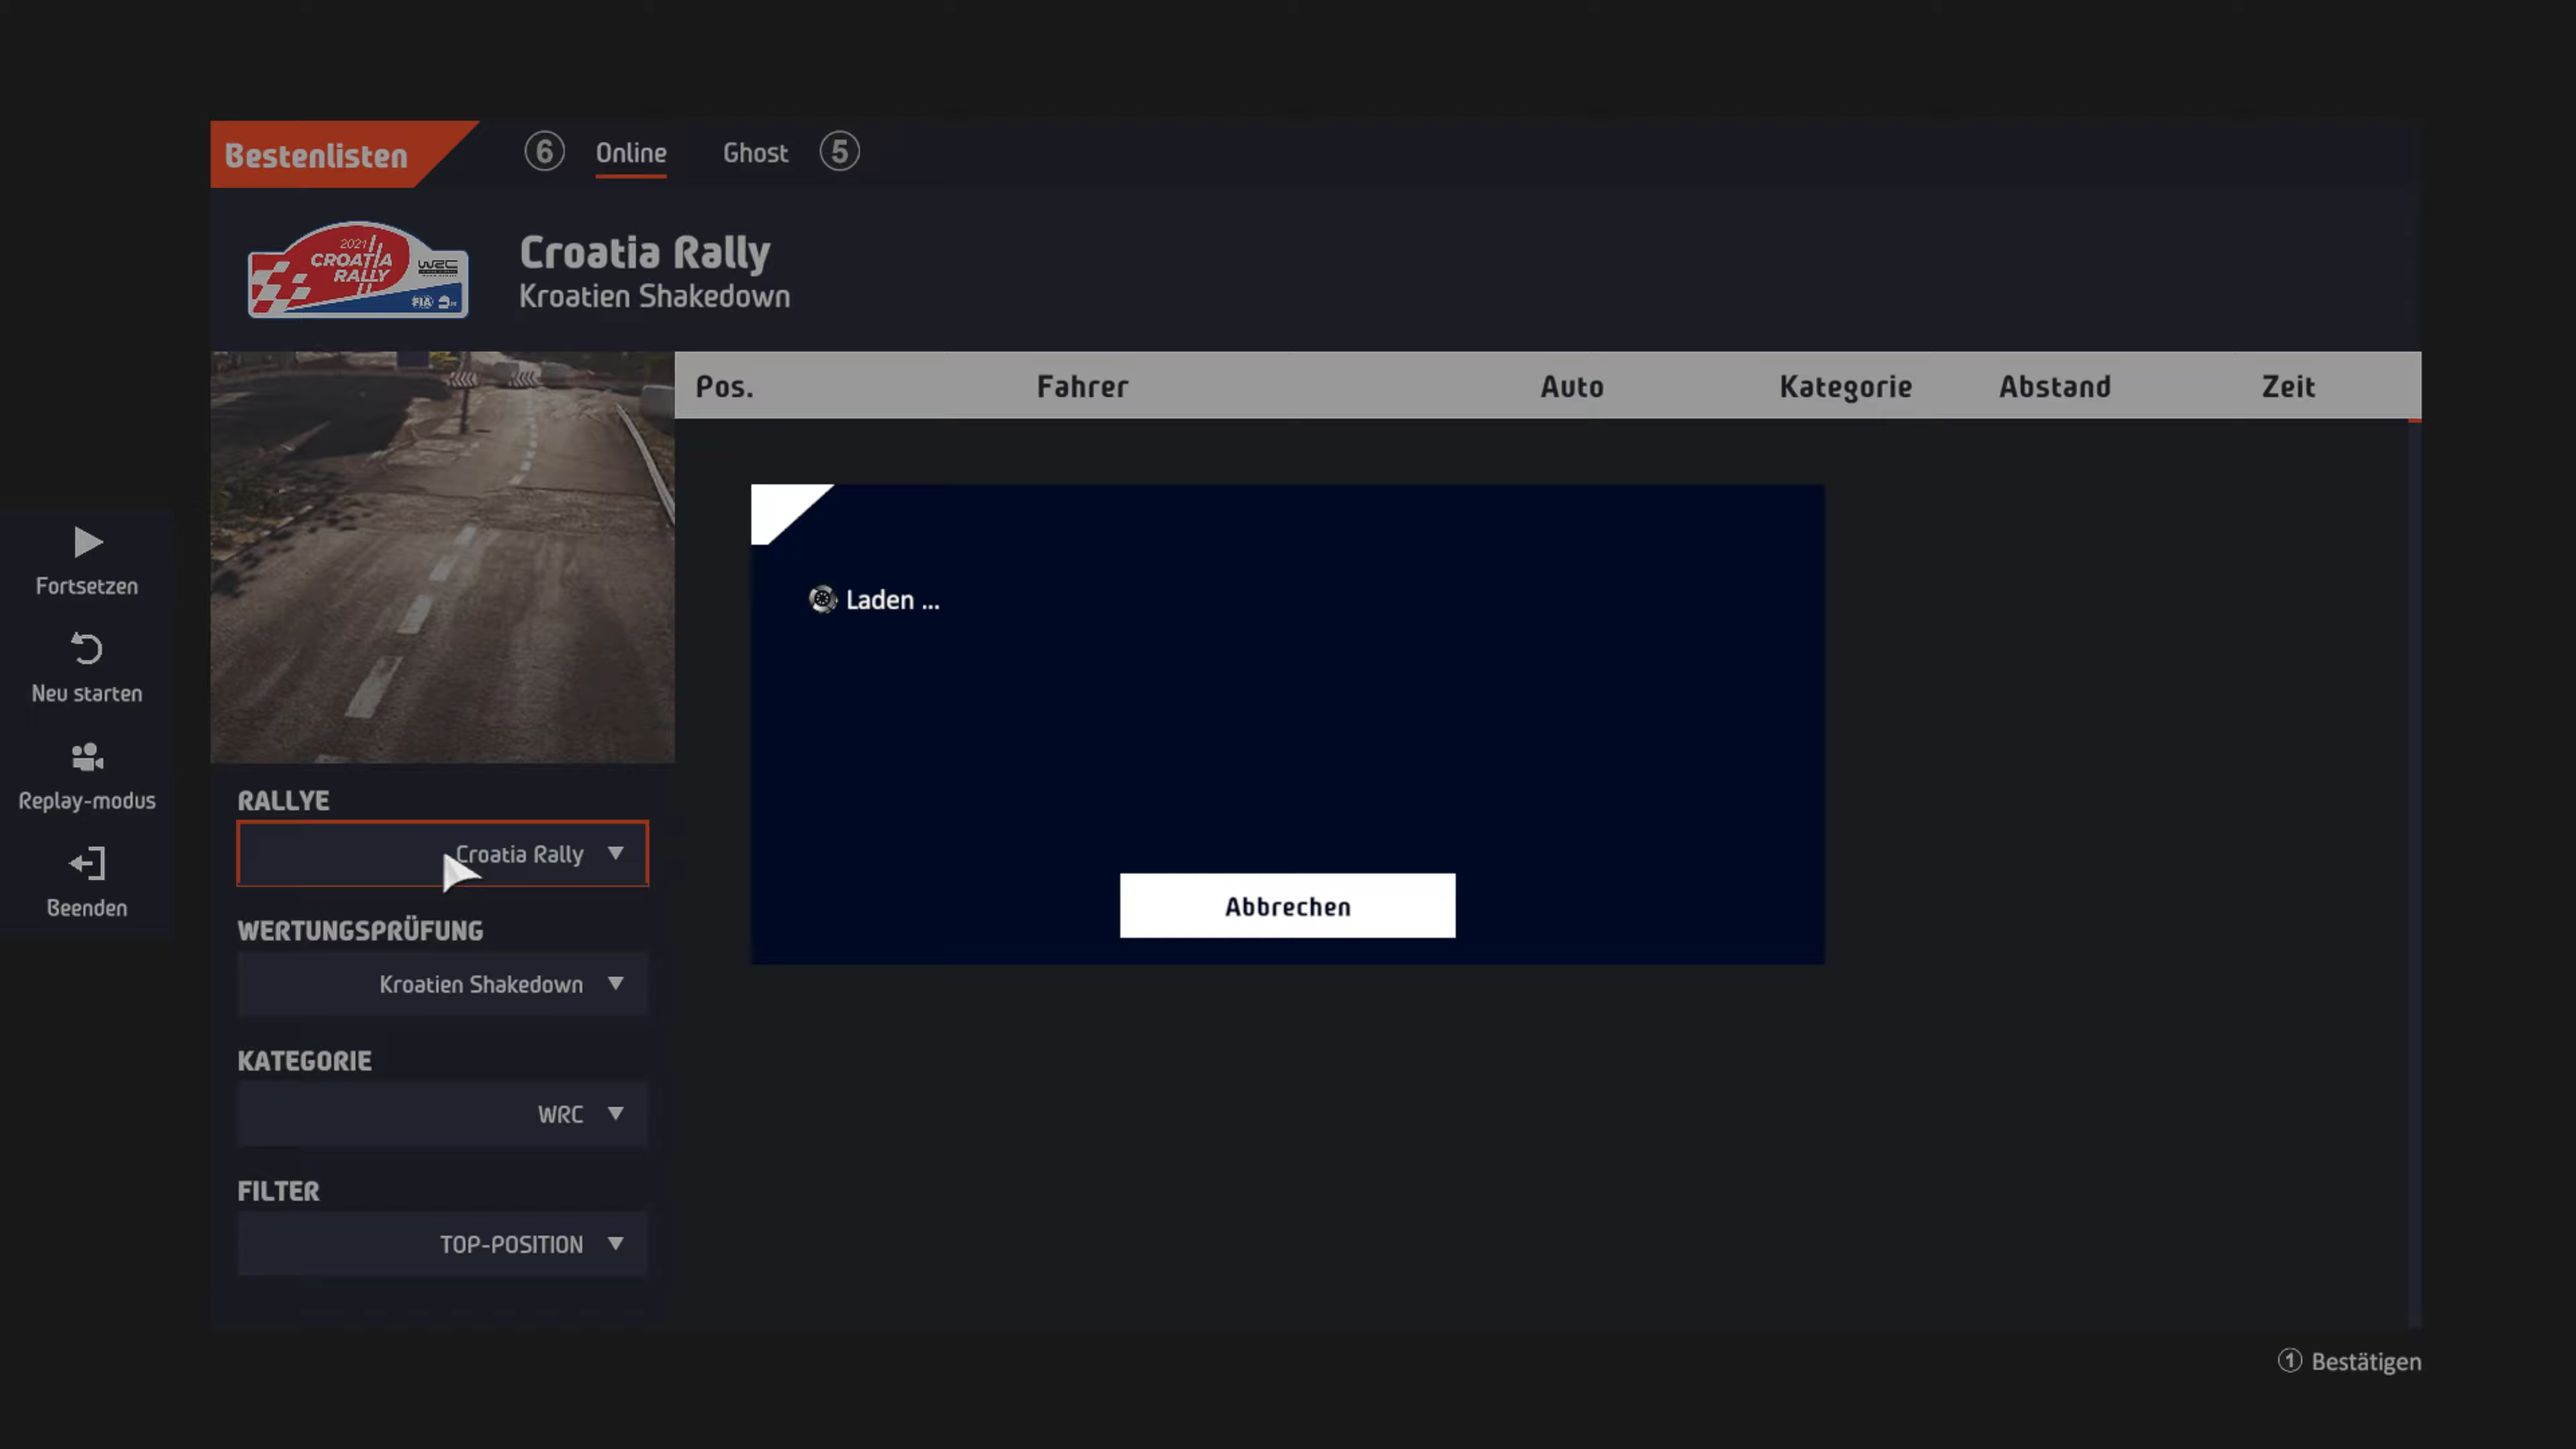 Bestenlisten
6 Online Ghost 5
2021
CROATIA
RALLY
WRC
FIA
Croatia Rally
Kroatien Shakedown
Pos. Fahrer Auto Kategorie Abstand Zeit
Fortsetzen
Neu starten
Replay-modus
Beenden
Laden ...
Abbrechen
RALLYE
Croatia Rally
WERTUNGSPRÜFUNG
Kroatien Shakedown
KATEGORIE
WRC
FILTER
TOP-POSITION
1 Bestätigen